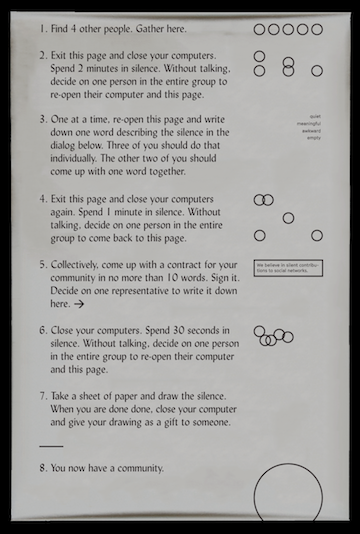 1. Find 4 other people. Gather here.
2. Exit this page and close your computers.
Spend 2 minutes in silence. Without talking,
decide on one person in the entire group to
re-open their computer and this page.
3. One at a time, re-open this page and write
down one word describing the silence in the
dialog below. Three of you should do that
individually. The other two of you should
come up with one word together.
quiet
meaningful
awkward
empty
4. Exit this page and close your computers
again. Spend 1 minute in silence. Without
talking, decide on one person in the entire
group to come back to this page.
5. Collectively, come up with a contract for your
community in no more than 10 words. Sign it.
Decide on one representative to write it down
here. →
We believe in silent contribu-
tions to social networks.
6. Close your computers. Spend 30 seconds in
silence. Without talking, decide on one person
in the entire group to re-open their computer
and this page.
7. Take a sheet of paper and draw the silence.
When you are done done, close your computer
and give your drawing as a gift to someone.
8. You now have a community.